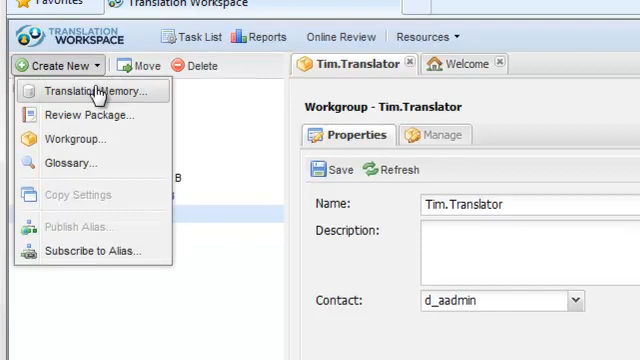 Favorites
Translation Workspace
TRANSLATION
WORKSPACE
Task List
Reports
Online Review
Resources
Create New
Move
Delete
Tim.Translator
Welcome
Translation Memory...
Review Package...
Workgroup...
Glossary...
Copy Settings
Publish Alias...
Subscribe to Alias...
B
Workgroup - Tim.Translator
Properties
Manage
Save
Refresh
Name:
Tim.Translator
Description:
Contact:
d_aadmin